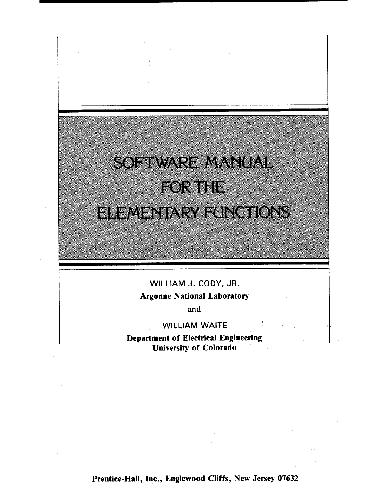 SOFTWARE MANUAL
FOR THE
ELEMENTARY FUNCTIONS
WILLIAM J. CODY, JR.
Argonne National Laboratory
and
WILLIAM WAITE
Department of Electrical Engineering
University of Colorado
Prentice-Hall, Inc., Englewood Cliffs, New Jersey 07632